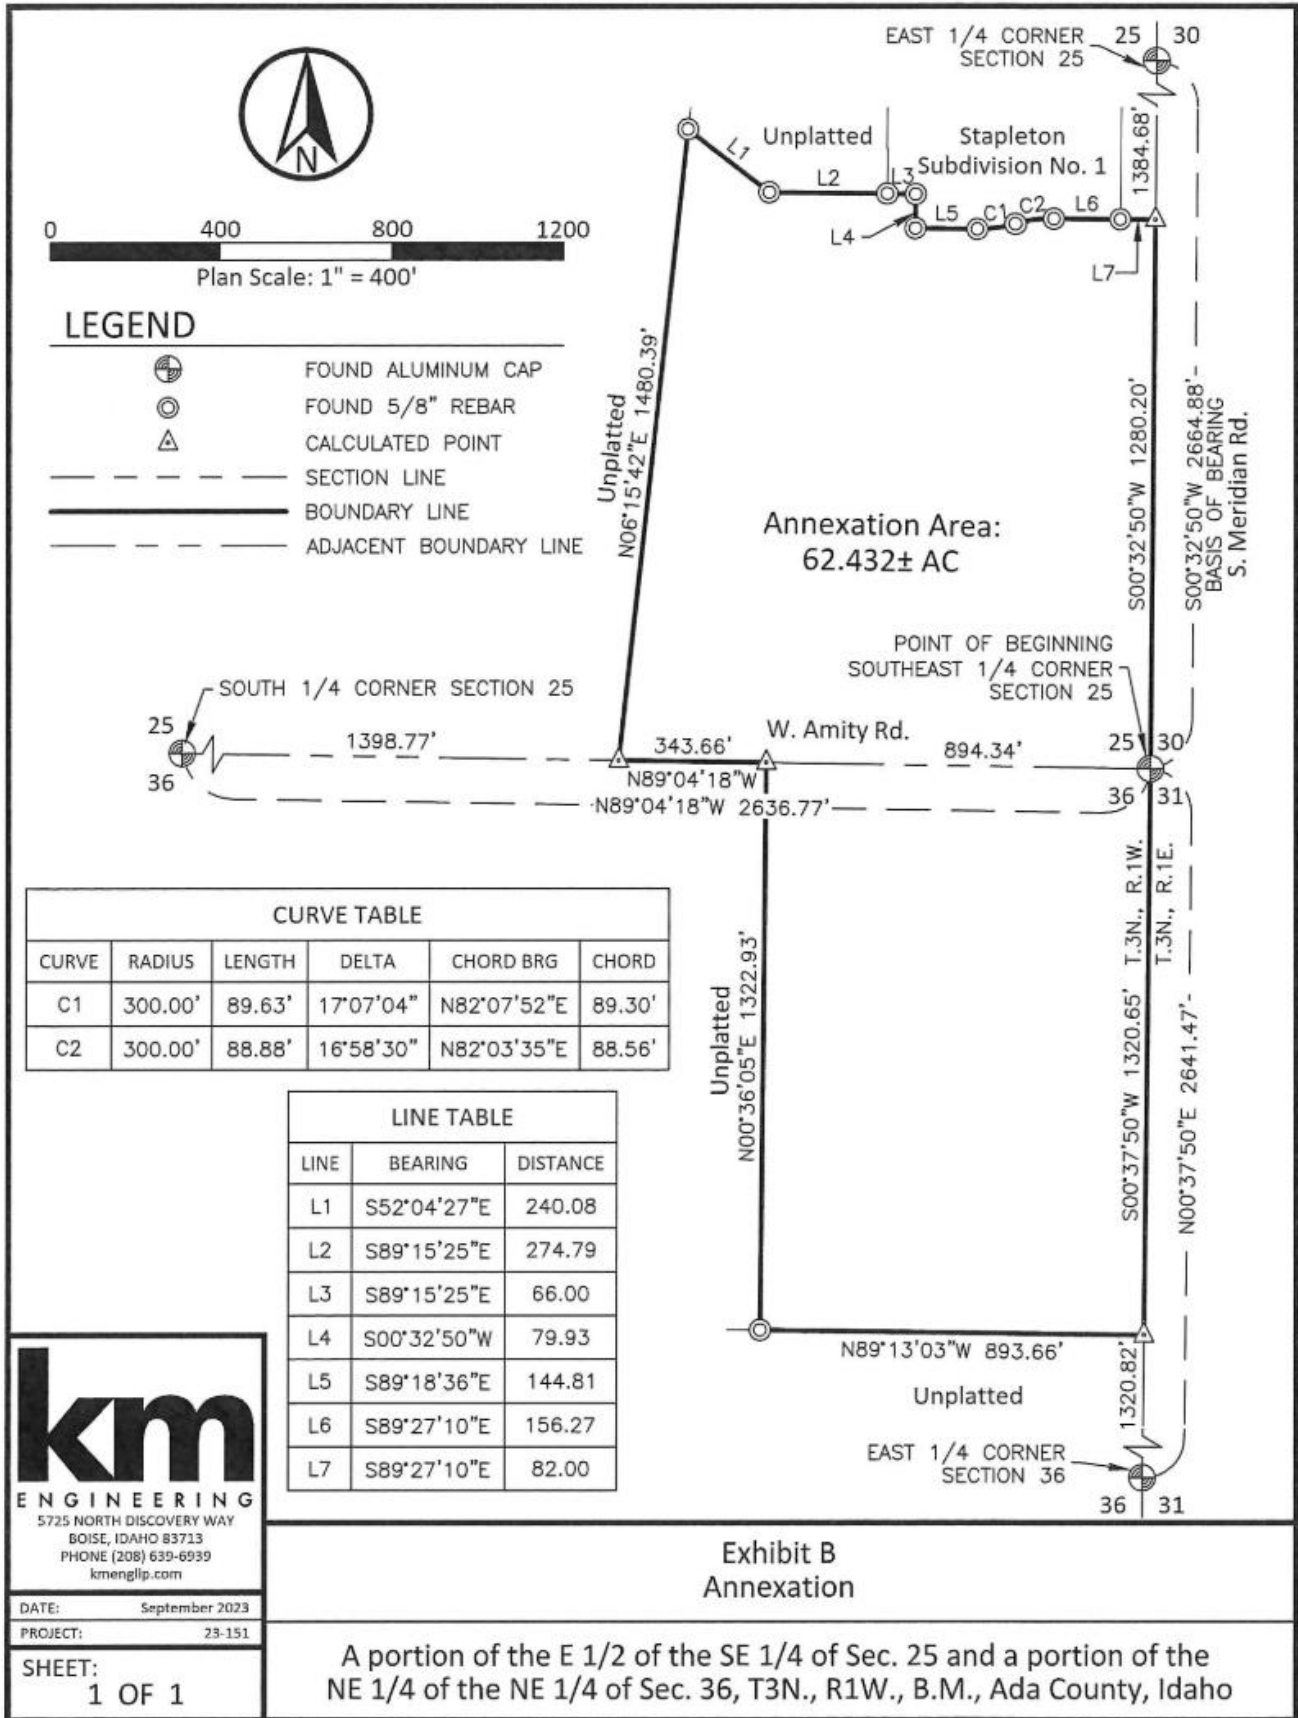 EAST 1/4 CORNER
SECTION 25
25 30
1384.68'
N
Unplatted
Stapleton
Subdivision No. 1
L1
L2
L3
L4
L5
C1
C2
L6
L7
0 400 800 1200
Plan Scale: 1" = 400'
LEGEND
FOUND ALUMINUM CAP
FOUND 5/8" REBAR
CALCULATED POINT
SECTION LINE
BOUNDARY LINE
ADJACENT BOUNDARY LINE
Unplatted
N06°15'42"E 1480.39'
Annexation Area:
62.432± AC
S00°32'50"W 1280.20'
S00°32'50"W 2664.88'
BASIS OF BEARING
S. Meridian Rd.
POINT OF BEGINNING
SOUTHEAST 1/4 CORNER
SECTION 25
SOUTH 1/4 CORNER SECTION 25
25
36
1398.77'
343.66'
N89°04'18"W
W. Amity Rd.
894.34'
25 30
36 31
N89°04'18"W 2636.77'
T.3N., R.1W.
T.3N., R.1E.
CURVE TABLE
CURVE RADIUS LENGTH DELTA CHORD BRG CHORD
C1 300.00' 89.63' 17°07'04" N82°07'52"E 89.30'
C2 300.00' 88.88' 16°58'30" N82°03'35"E 88.56'
Unplatted
N00°36'05"E 1322.93'
S00°37'50"W 1320.65'
N00°37'50"E 2641.47'
LINE TABLE
LINE BEARING DISTANCE
L1 S52°04'27"E 240.08
L2 S89°15'25"E 274.79
L3 S89°15'25"E 66.00
L4 S00°32'50"W 79.93
L5 S89°18'36"E 144.81
L6 S89°27'10"E 156.27
L7 S89°27'10"E 82.00
N89°13'03"W 893.66'
Unplatted
1320.82'
EAST 1/4 CORNER
SECTION 36
36 31
km
ENGINEERING
5725 NORTH DISCOVERY WAY
BOISE, IDAHO 83713
PHONE (208) 639-6939
kmengllp.com
DATE: September 2023
PROJECT: 23-151
SHEET:
1 OF 1
Exhibit B
Annexation
A portion of the E 1/2 of the SE 1/4 of Sec. 25 and a portion of the
NE 1/4 of the NE 1/4 of Sec. 36, T3N., R1W., B.M., Ada County, Idaho